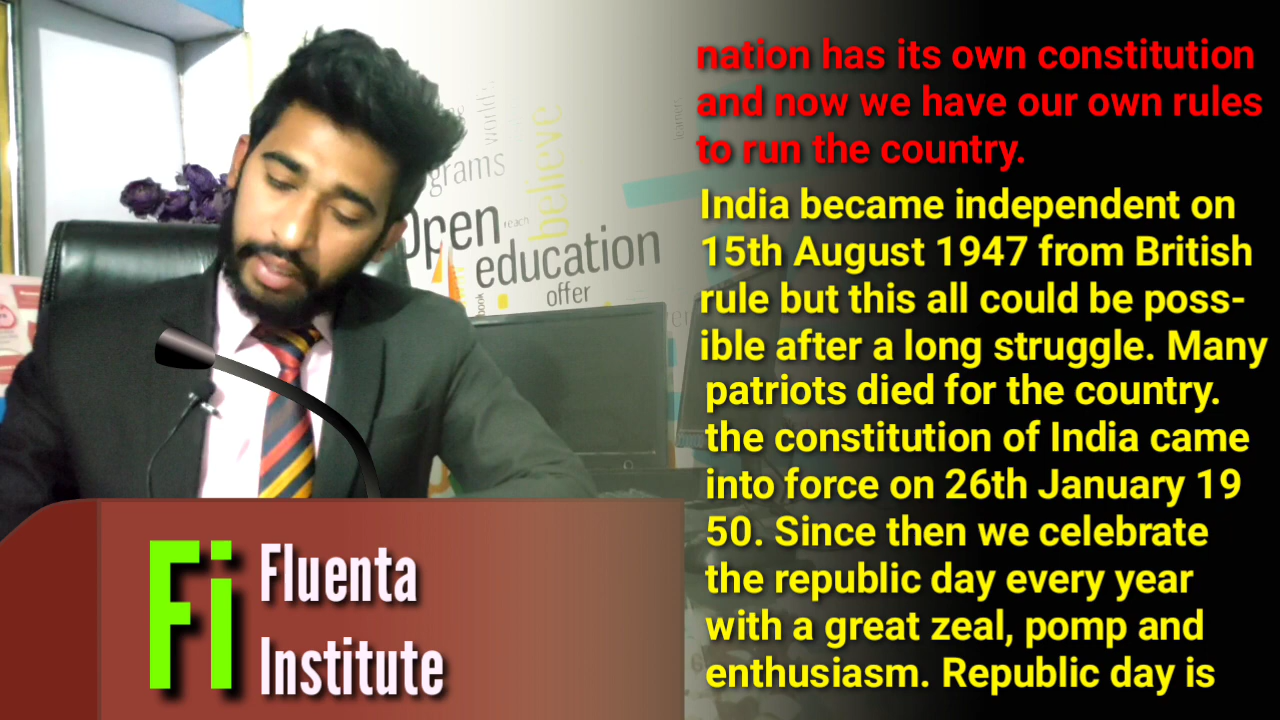 grams
world
believe
reach
Open
education
offer
book
nation has its own constitution
and now we have our own rules
to run the country.
India became independent on
15th August 1947 from British
rule but this all could be poss-
ible after a long struggle. Many
patriots died for the country.
the constitution of India came
into force on 26th January 19
50. Since then we celebrate
the republic day every year
with a great zeal, pomp and
enthusiasm. Republic day is
Fi
Fluenta
Institute